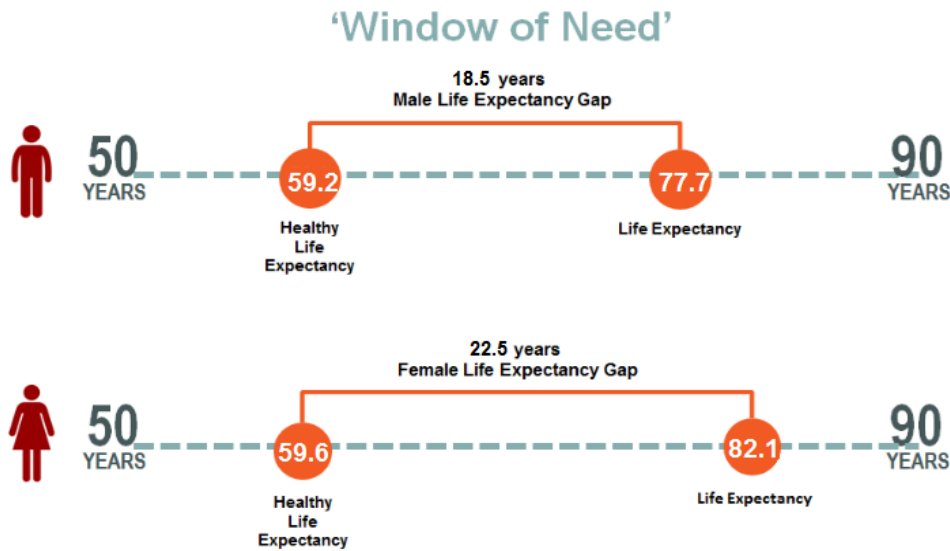 ‘Window of Need’
18.5 years
Male Life Expectancy Gap
50
YEARS
59.2
77.7
90
YEARS
Healthy
Life
Expectancy
Life Expectancy
22.5 years
Female Life Expectancy Gap
50
YEARS
59.6
82.1
90
YEARS
Healthy
Life
Expectancy
Life Expectancy